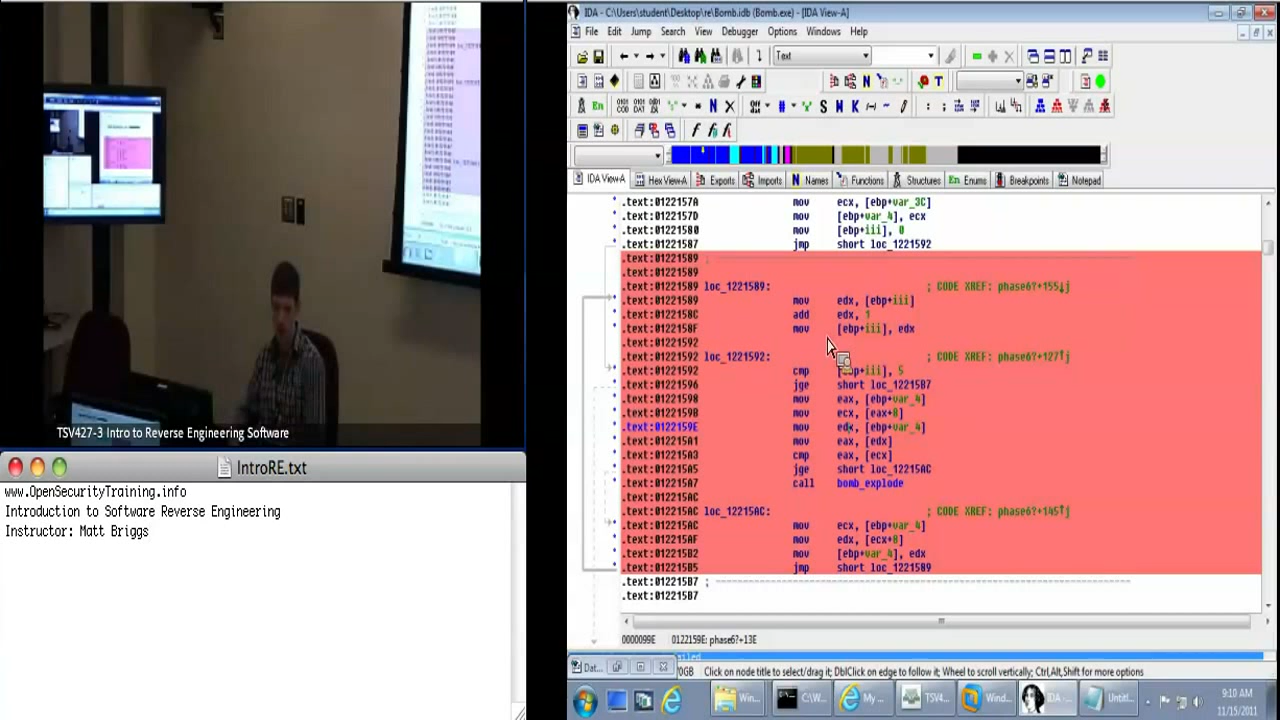 TSV427-3 Intro to Reverse Engineering Software
IntroRE.txt
www.OpenSecurityTraining.info
Introduction to Software Reverse Engineering
Instructor: Matt Briggs
IDA - C:\Users\student\Desktop\re\Bomb.idb (Bomb.exe) - [IDA View-A]
File Edit Jump Search View Debugger Options Windows Help
Text
IDA View-A Hex View-A Exports Imports N Names Functi Structures En Enums Breakpoints Notepad
.text:0122157A mov ecx, [ebp+var_3C]
.text:0122157D mov [ebp+var_4], ecx
.text:01221580 mov [ebp+iii], 0
.text:01221587 jmp short loc_1221592
.text:01221589 ;
.text:01221589
.text:01221589 loc_1221589: ; CODE XREF: phase6?+155↓j
.text:01221589 mov edx, [ebp+iii]
.text:0122158C add edx, 1
.text:0122158F mov [ebp+iii], edx
.text:01221592
.text:01221592 loc_1221592: ; CODE XREF: phase6?+127↑j
.text:01221592 cmp [ebp+iii], 5
.text:01221596 jge short loc_12215B7
.text:01221598 mov eax, [ebp+var_4]
.text:0122159B mov ecx, [eax+8]
.text:0122159E mov edx, [ebp+var_4]
.text:012215A1 mov eax, [edx]
.text:012215A3 cmp eax, [ecx]
.text:012215A5 jge short loc_12215AC
.text:012215A7 call bomb_explode
.text:012215AC
.text:012215AC loc_12215AC: ; CODE XREF: phase6?+145↑j
.text:012215AC mov ecx, [ebp+var_4]
.text:012215AF mov edx, [ecx+8]
.text:012215B2 mov [ebp+var_4], edx
.text:012215B5 jmp short loc_1221589
.text:012215B7 ; ---------------------------------------------------------------------------
.text:012215B7
0000099E 0122159E: phase6?+13E
Dat... 70GB Click on node title to select/drag it; DblClick on edge to follow it; Wheel to scroll vertically; Ctrl,Alt,Shift for more options
Win... C:\W... My ... TSV4... Wind... IDA -... Untitl...
9:10 AM
11/15/2011